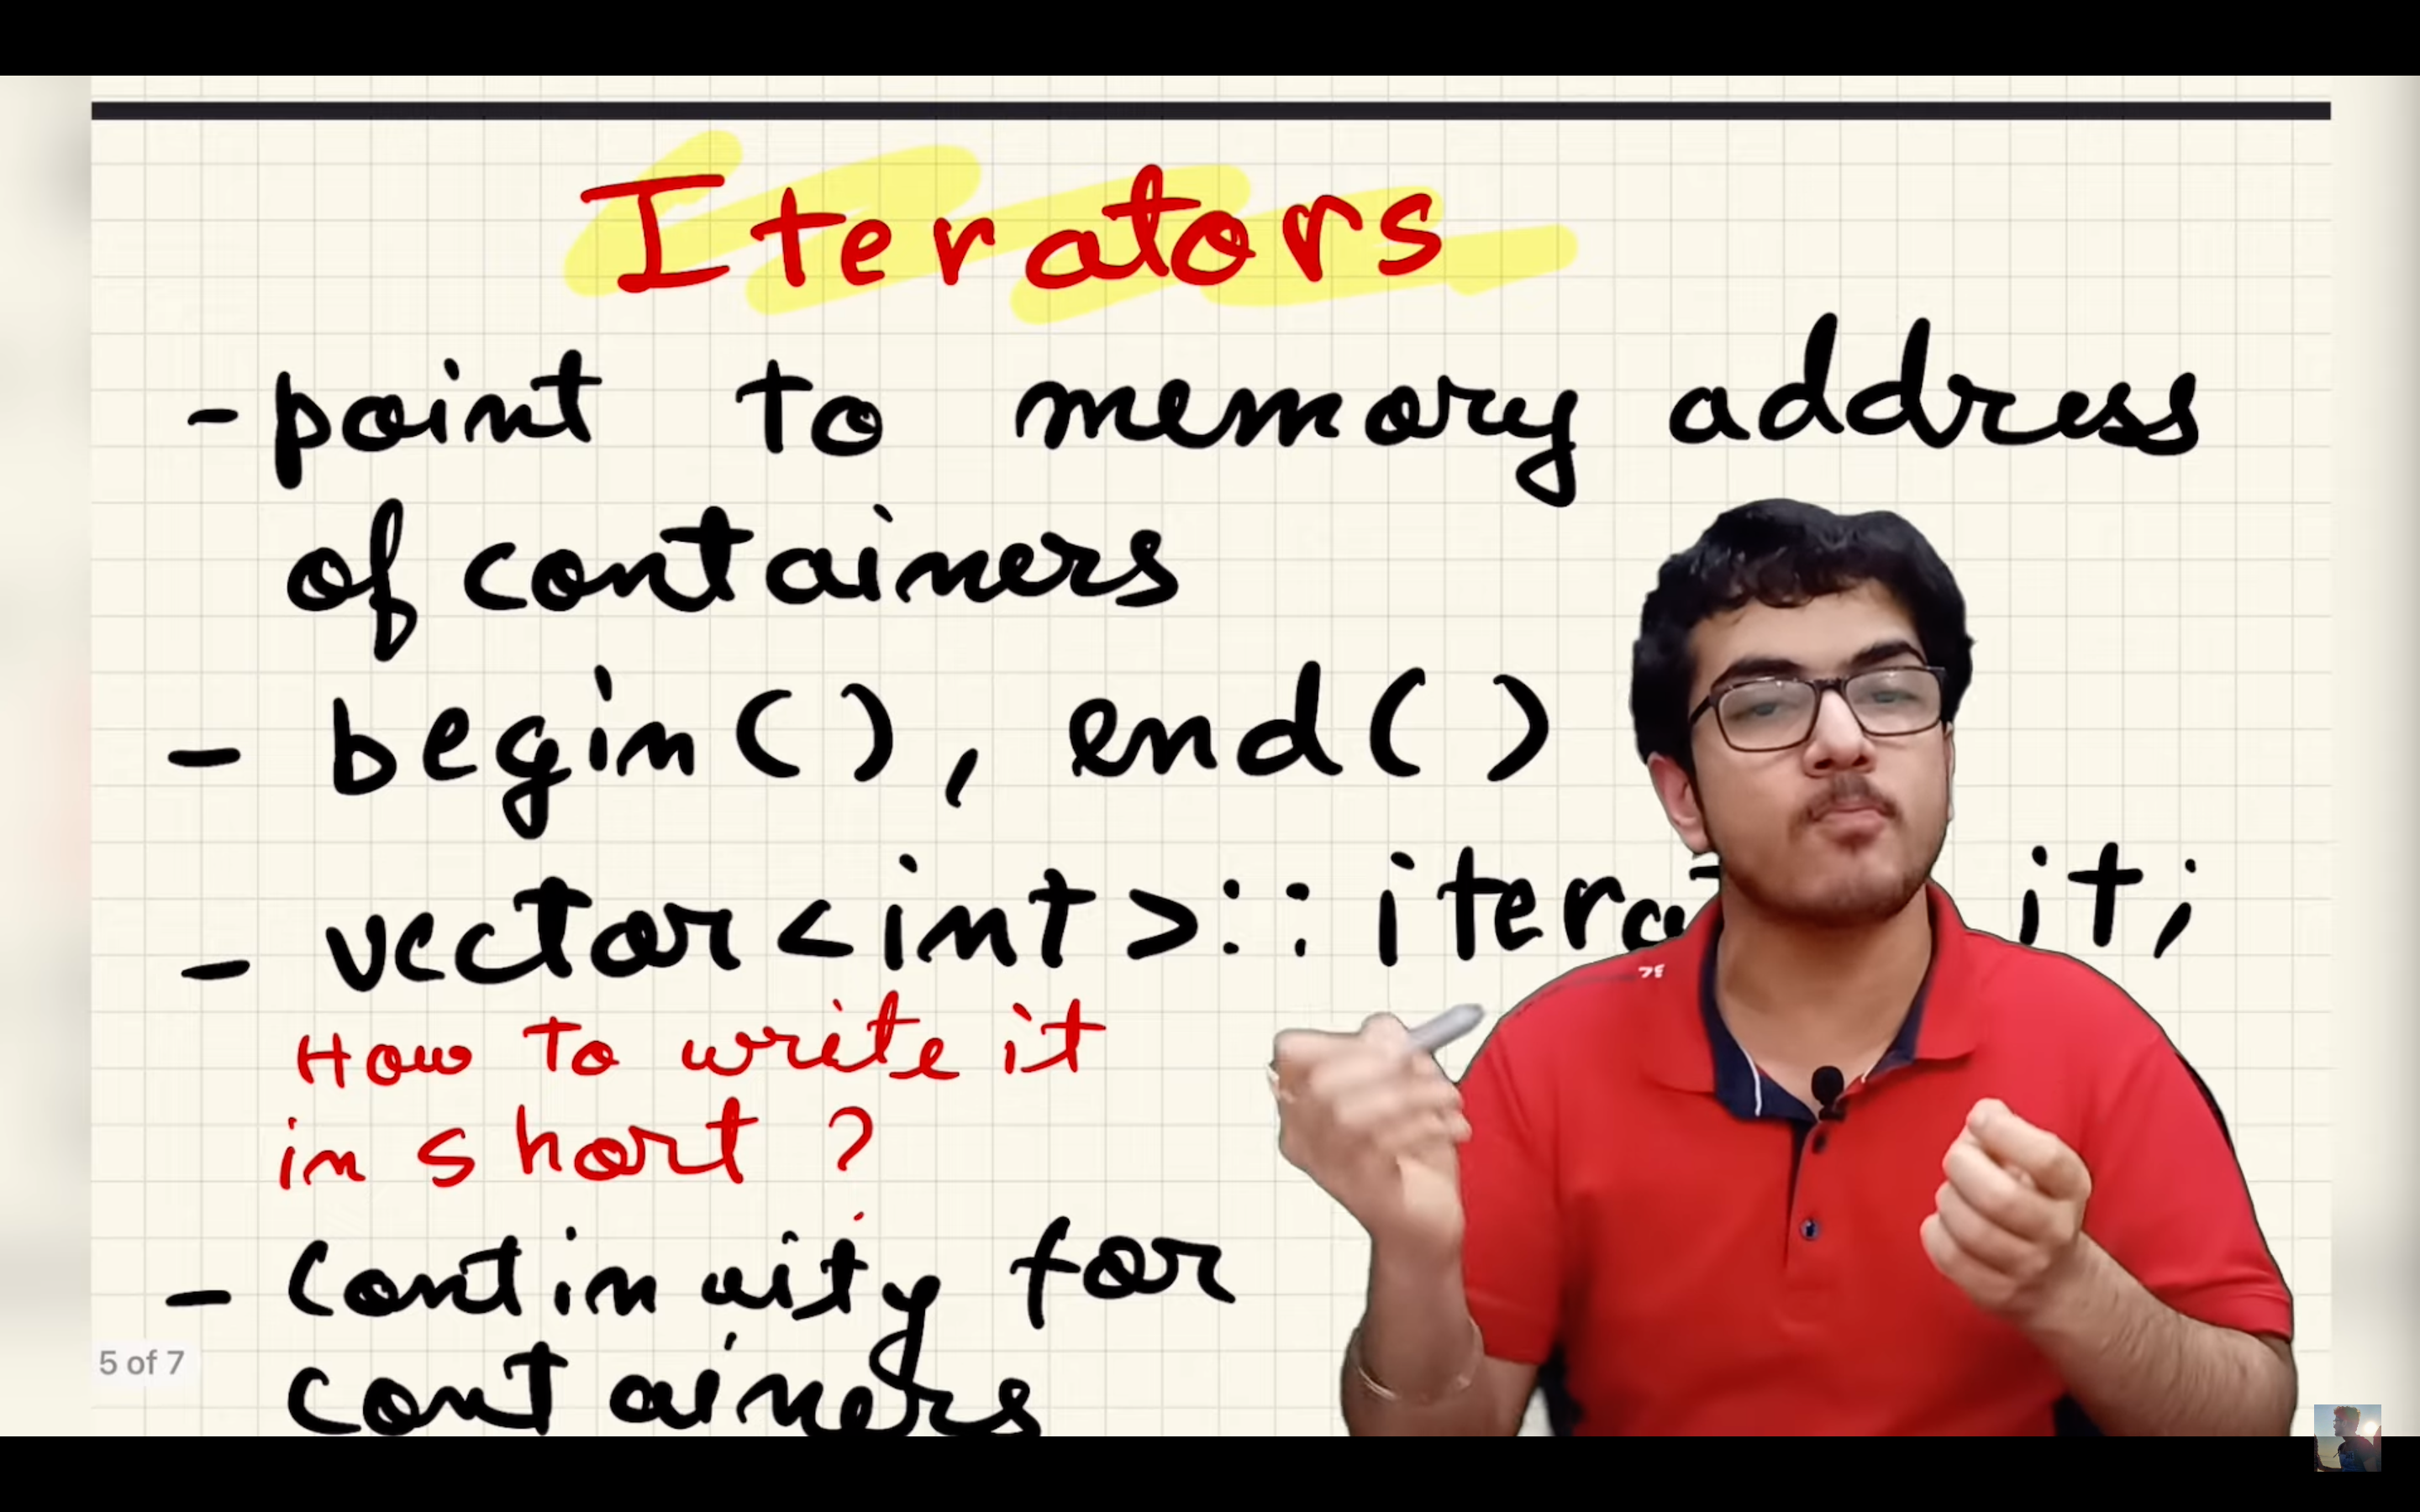 Iterators
- point to memory address
of containers
- begin(), end()
- vector<int>::itera it;
How to write it
in short ?
- continuity for
containers
5 of 7